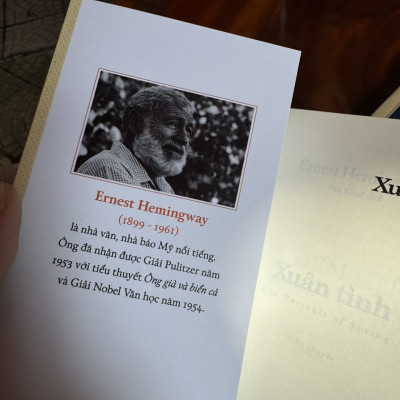 Ernest Hemingway
(1899 - 1961)
là nhà văn, nhà báo Mỹ nổi tiếng.
Ông đã nhận được Giải Pulitzer năm
1953 với tiểu thuyết Ông già và biển cả
và Giải Nobel Văn học năm 1954.
Ernest Hem
Xu
Xuân tình